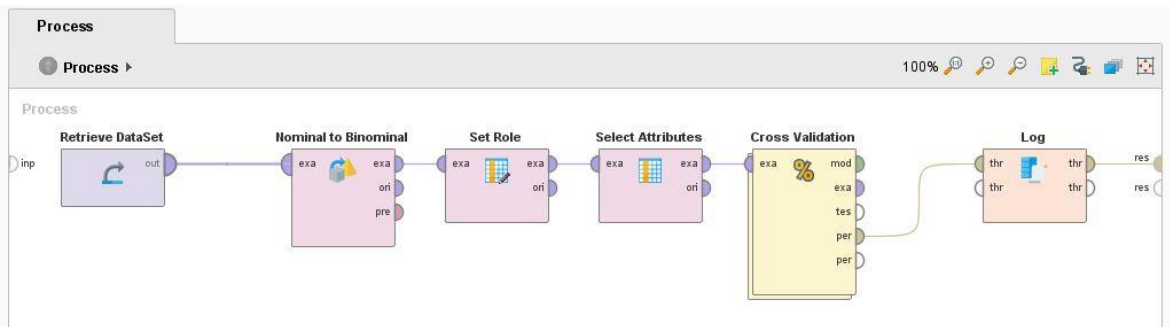 Process
Process
100%
Process
Retrieve DataSet
Nominal to Binominal
Set Role
Select Attributes
Cross Validation
Log
inp
out
exa exa
ori
pre
exa exa
ori
exa exa
ori
exa mod
exa
tes
per
per
thr thr
thr thr
res
res